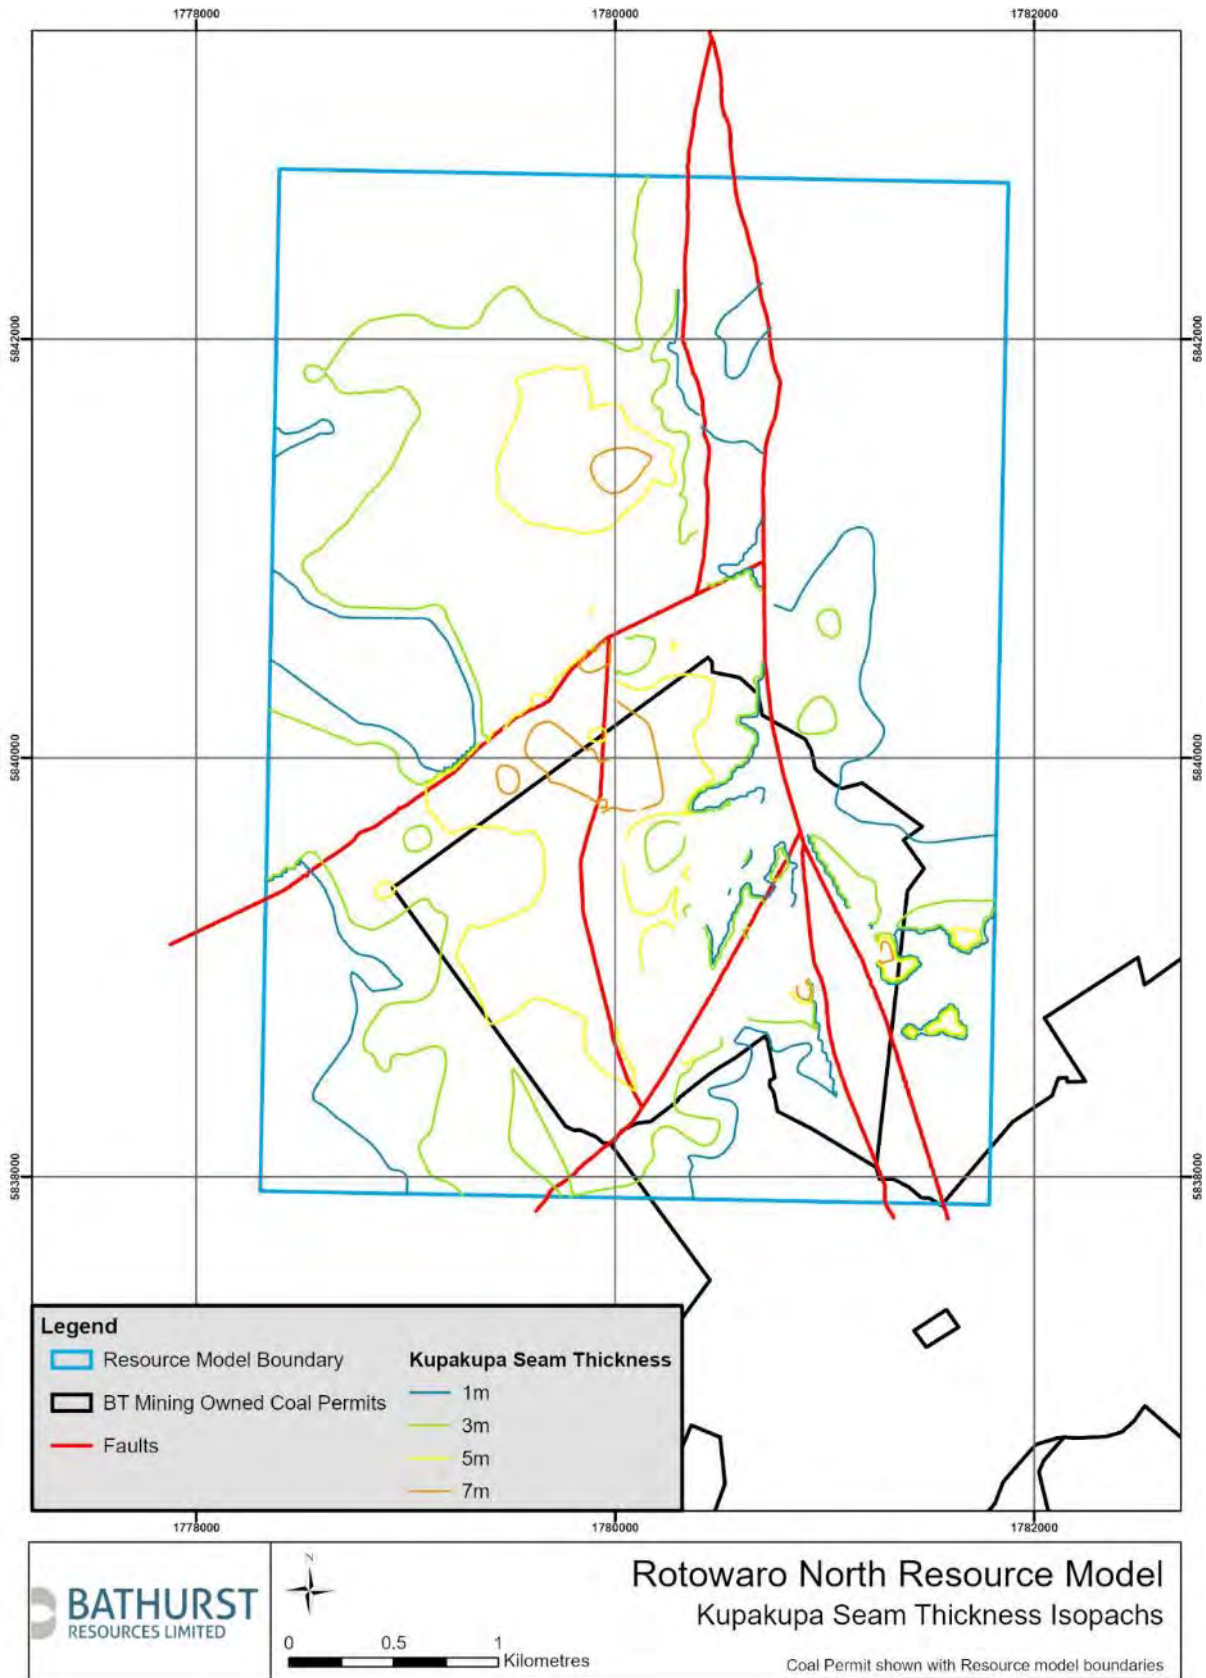 1778000
1780000
1782000
5842000
5842000
5840000
5840000
5838000
5838000
Legend
Resource Model Boundary
BT Mining Owned Coal Permits
Faults
Kupakupa Seam Thickness
1m
3m
5m
7m
1778000
1780000
1782000
BATHURST
RESOURCES LIMITED
N
0 0.5 1
Kilometres
Rotowaro North Resource Model
Kupakupa Seam Thickness Isopachs
Coal Permit shown with Resource model boundaries